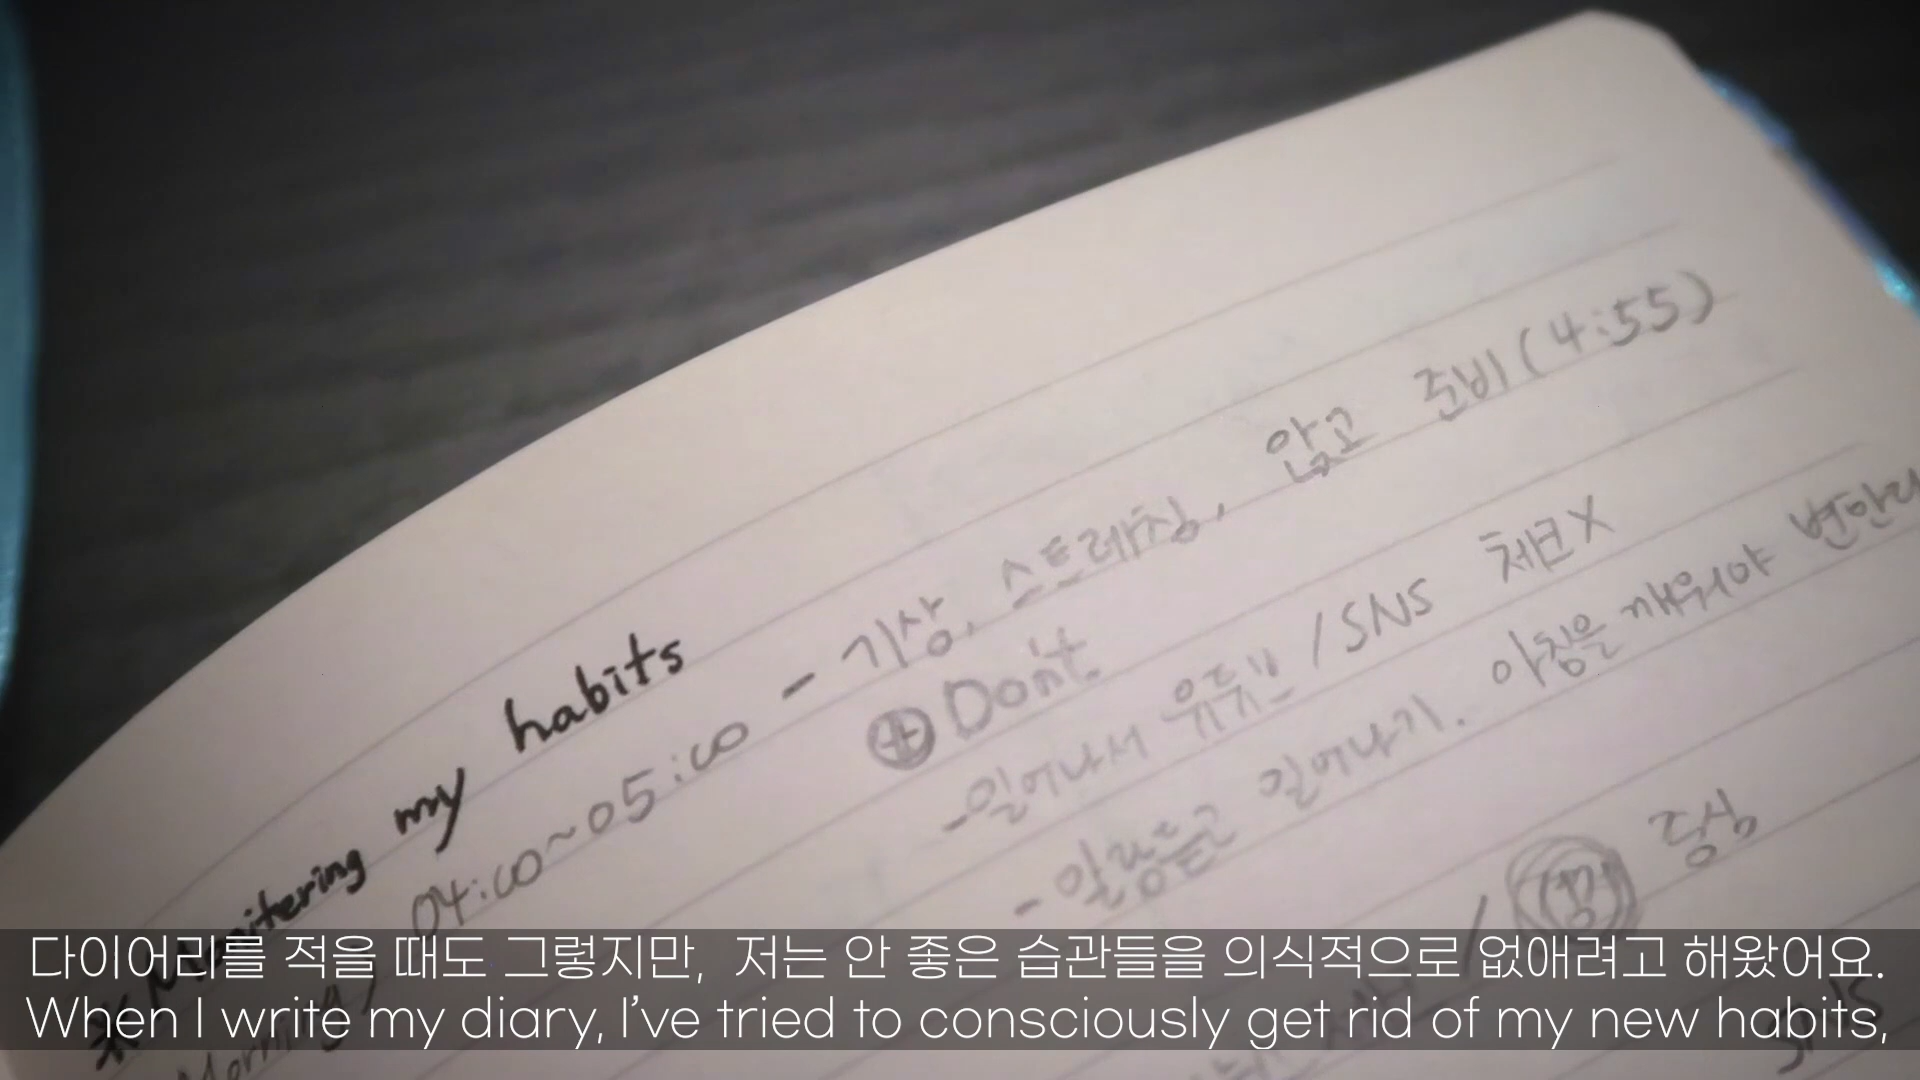 * Monitering my habits
Morning) 04:00~05:00 - 기상, 스트레칭, 앉고 준비(4:55)
+ Don't
-일어나서 유튜브/SNS 체크X
- 알람듣고 일어나기. 아침을 깨워야 변한다
당심
SNS
다이어리를 적을 때도 그렇지만, 저는 안 좋은 습관들을 의식적으로 없애려고 해왔어요.
When I write my diary, I've tried to consciously get rid of my new habits,